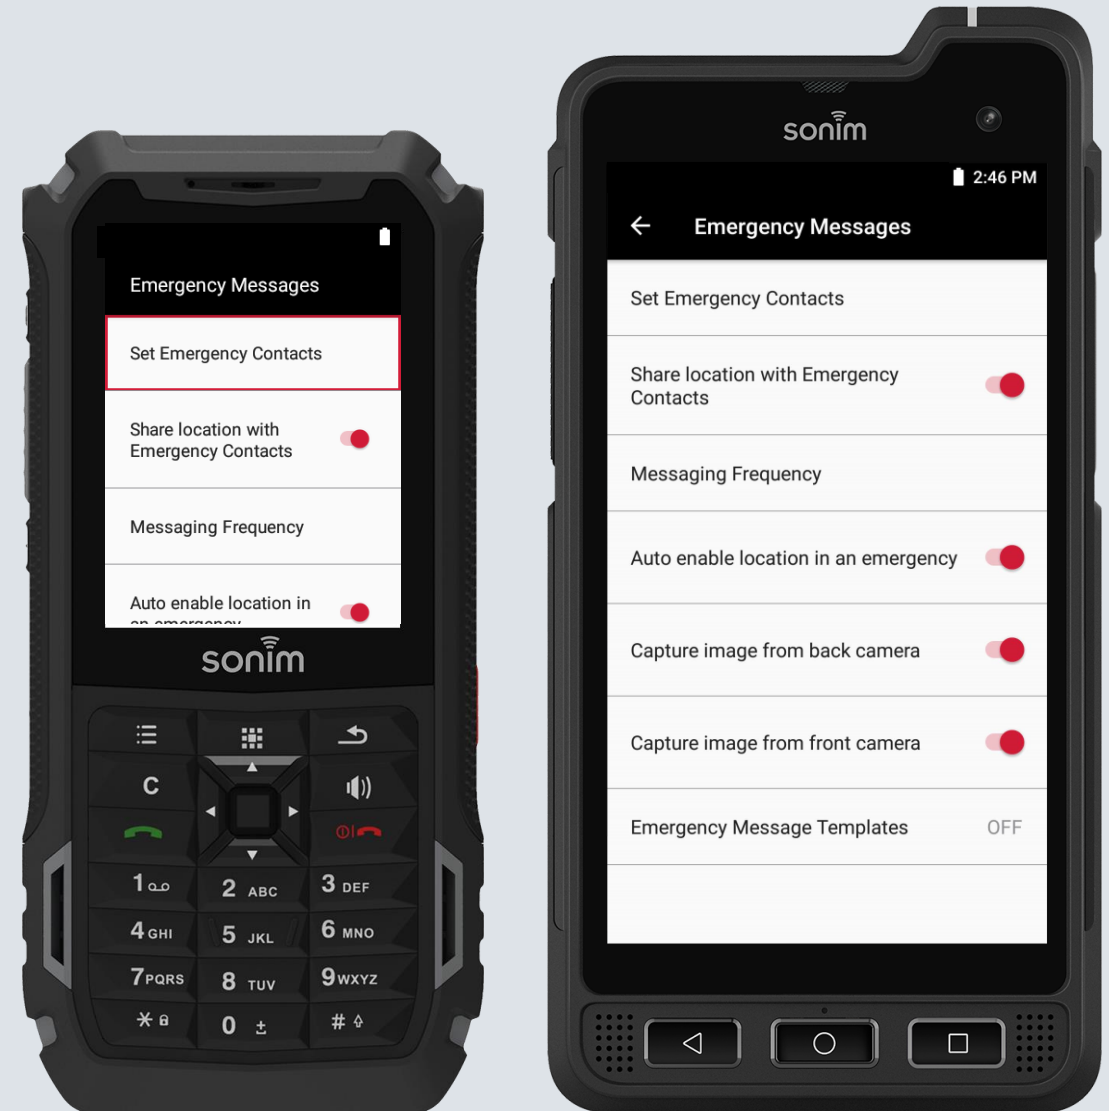 Emergency Messages
Set Emergency Contacts
Share location with
Emergency Contacts
Messaging Frequency
Auto enable location in
an emergency
sonim
C
1
2 ABC
3 DEF
4 GHI
5 JKL
6 MNO
7 PQRS
8 TUV
9 WXYZ
*
0 +
#
sonim
2:46 PM
Emergency Messages
Set Emergency Contacts
Share location with Emergency
Contacts
Messaging Frequency
Auto enable location in an emergency
Capture image from back camera
Capture image from front camera
Emergency Message Templates OFF